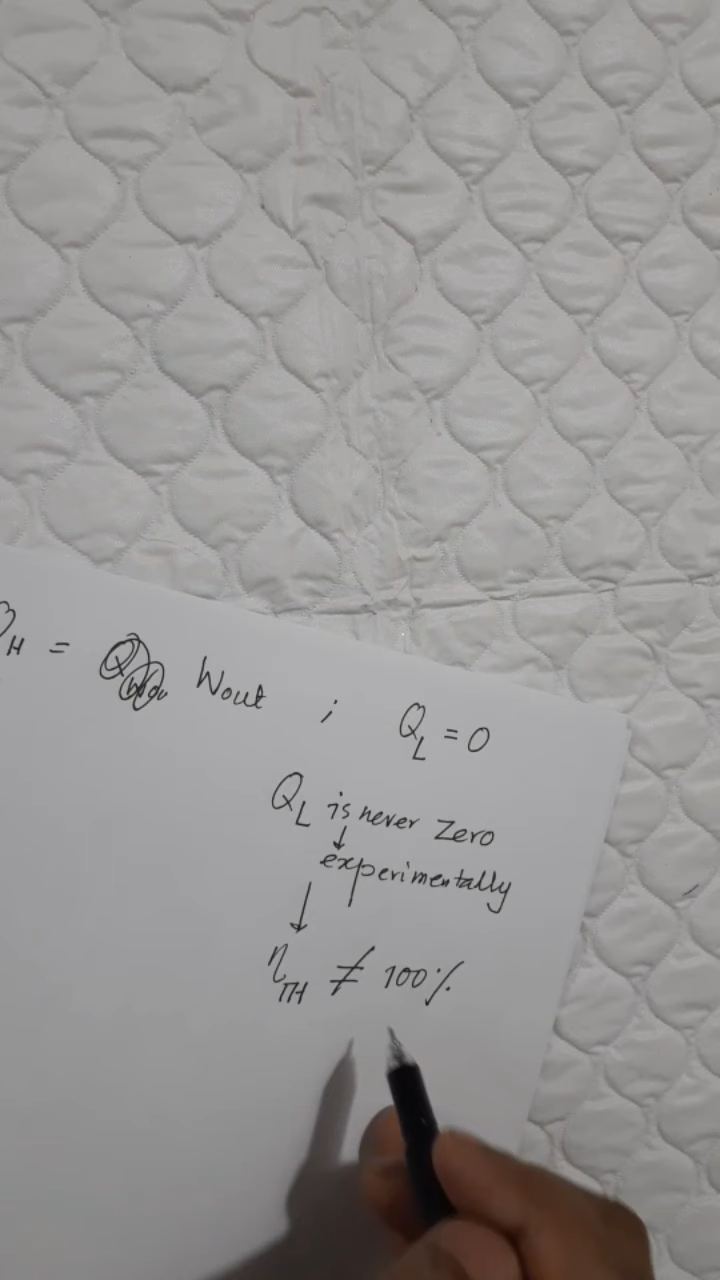 H = Wout ; QL = 0
QL is never Zero
↓
experimentally
↓
ηTH ≠ 100%